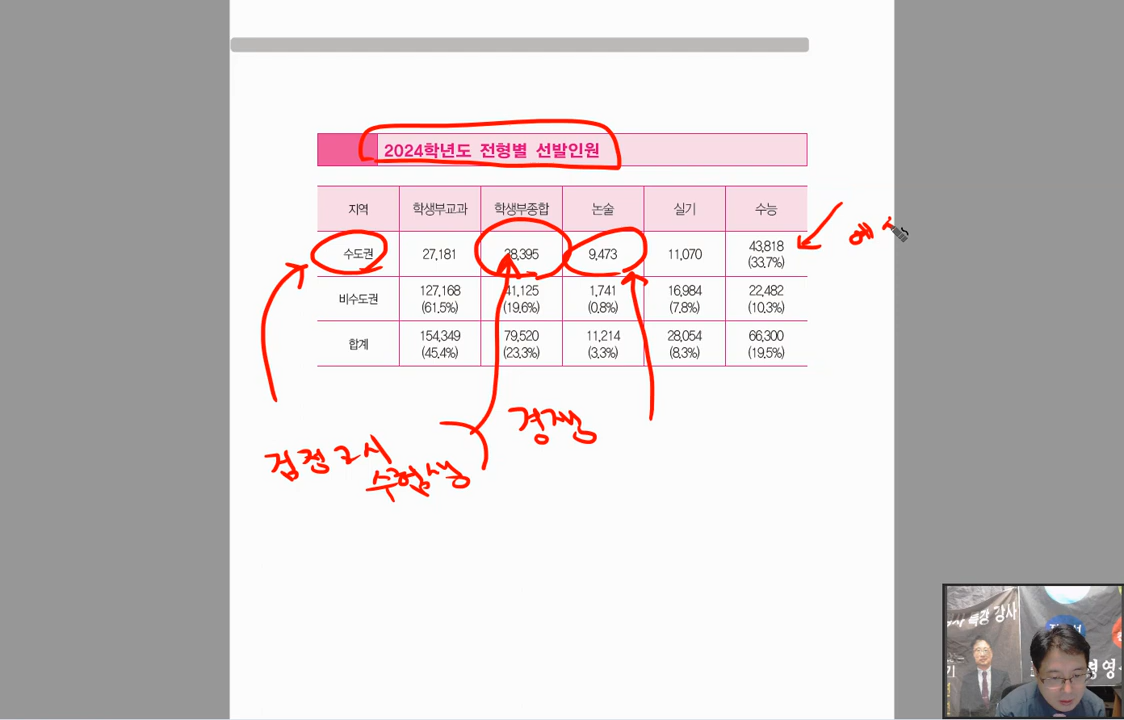 2024학년도 전형별 선발인원
지역 학생부교과 학생부종합 논술 실기 수능
수도권 27,181 38,395 9,473 11,070 43,818 (33.7%)
비수도권 127,168 (61.5%) 41,125 (19.6%) 1,741 (0.8%) 16,984 (7.8%) 22,482 (10.3%)
합계 154,349 (45.4%) 79,520 (23.3%) 11,214 (3.3%) 28,054 (8.3%) 66,300 (19.5%)
경쟁
검정고시
수험생
특강 강사